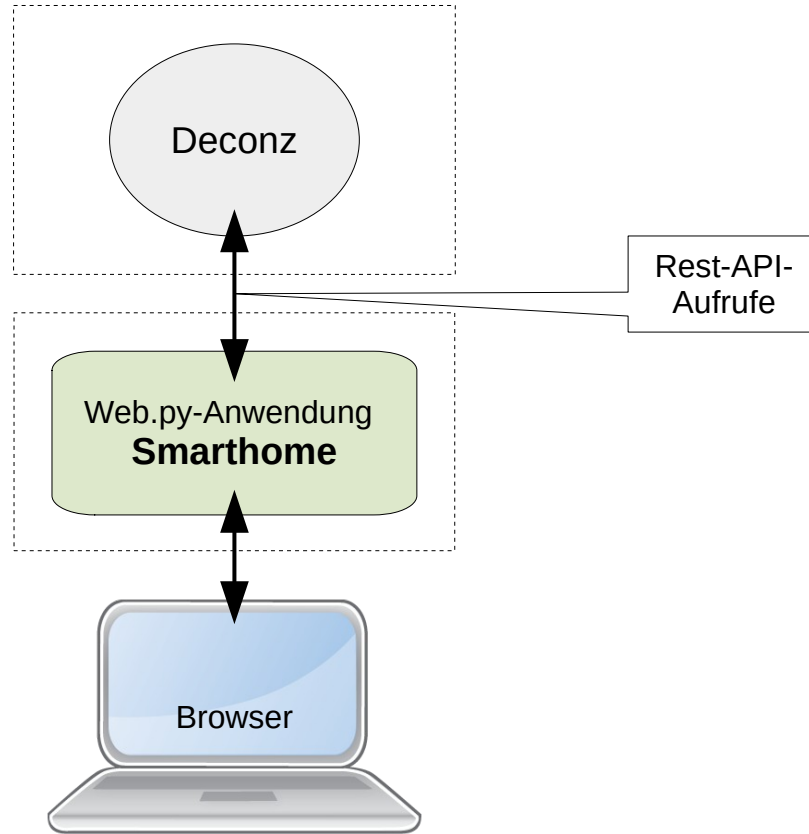 Deconz
Rest-API-
Aufrufe
Web.py-Anwendung
Smarthome
Browser